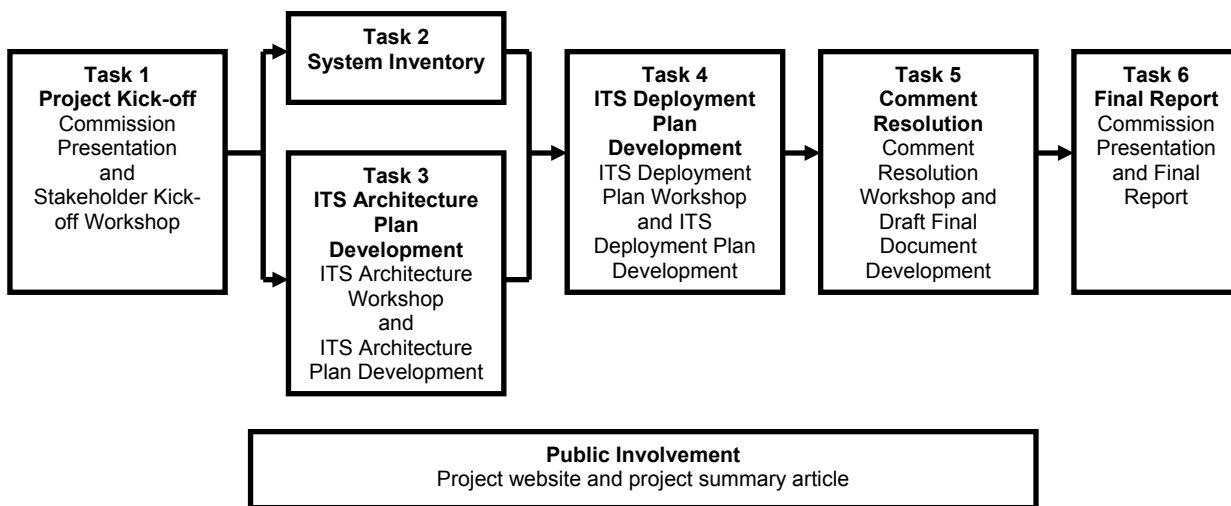 Task 1
Project Kick-off
Commission
Presentation
and
Stakeholder Kick-
off Workshop
Task 2
System Inventory
Task 3
ITS Architecture
Plan
Development
ITS Architecture
Workshop
and
ITS Architecture
Plan Development
Task 4
ITS Deployment
Plan
Development
ITS Deployment
Plan Workshop
and ITS
Deployment Plan
Development
Task 5
Comment
Resolution
Comment
Resolution
Workshop and
Draft Final
Document
Development
Task 6
Final Report
Commission
Presentation
and Final
Report
Public Involvement
Project website and project summary article